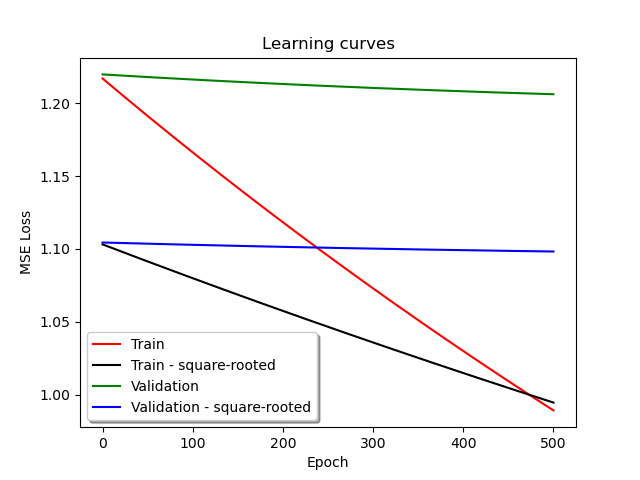 Learning curves
MSE Loss
1.20
1.15
1.10
1.05
1.00
Train
Train - square-rooted
Validation
Validation - square-rooted
0
100
200
300
400
500
Epoch